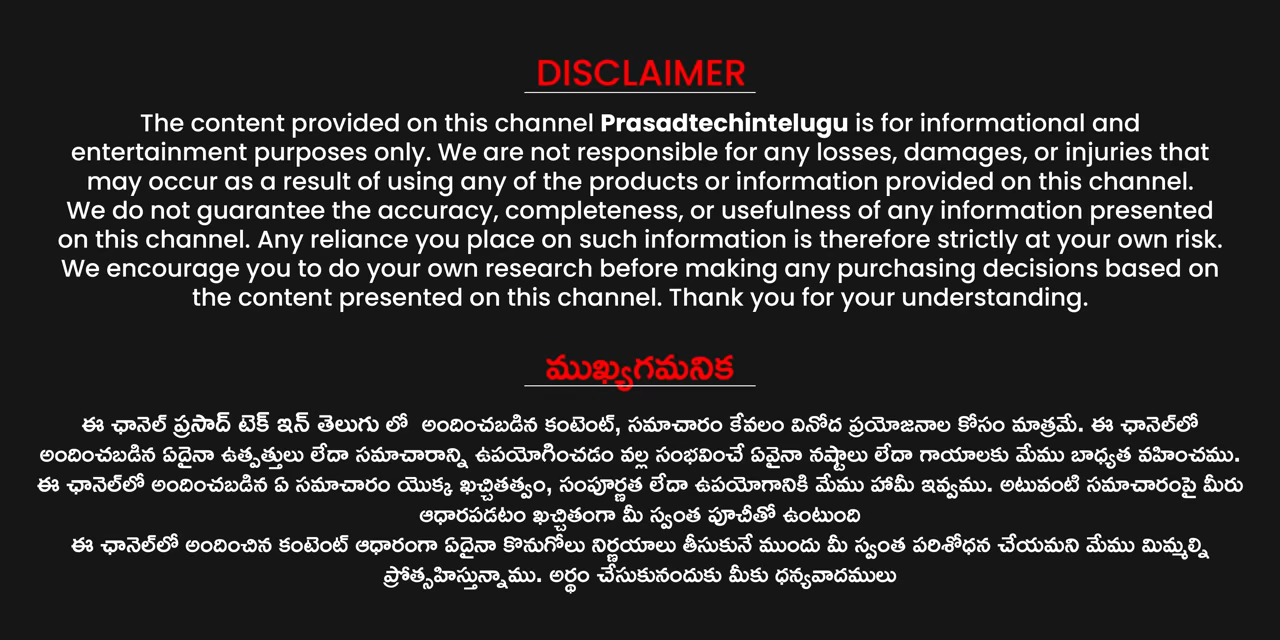 DISCLAIMER
The content provided on this channel Prasadtechintelugu is for informational and
entertainment purposes only. We are not responsible for any losses, damages, or injuries that
may occur as a result of using any of the products or information provided on this channel.
We do not guarantee the accuracy, completeness, or usefulness of any information presented
on this channel. Any reliance you place on such information is therefore strictly at your own risk.
We encourage you to do your own research before making any purchasing decisions based on
the content presented on this channel. Thank you for your understanding.
ముఖ్యగమనిక
ఈ ఛానెల్ ప్రసాద్ టెక్ ఇన్ తెలుగు లో అందించబడిన కంటెంట్, సమాచారం కేవలం వినోద ప్రయోజనాల కోసం మాత్రమే. ఈ ఛానెల్‌లో
అందించబడిన ఏదైనా ఉత్పత్తులు లేదా సమాచారాన్ని ఉపయోగించడం వల్ల సంభవించే ఏవైనా నష్టాలు లేదా గాయాలకు మేము బాధ్యత వహించము.
ఈ ఛానెల్‌లో అందించబడిన ఏ సమాచారం యొక్క ఖచ్చితత్వం, సంపూర్ణత లేదా ఉపయోగానికి మేము హామీ ఇవ్వము. అటువంటి సమాచారంపై మీరు
ఆధారపడటం ఖచ్చితంగా మీ స్వంత పూచీతో ఉంటుంది
ఈ ఛానెల్‌లో అందించిన కంటెంట్ ఆధారంగా ఏదైనా కొనుగోలు నిర్ణయాలు తీసుకునే ముందు మీ స్వంత పరిశోధన చేయమని మేము మిమ్మల్ని
ప్రోత్సహిస్తున్నాము. అర్థం చేసుకునందుకు మీకు ధన్యవాదములు